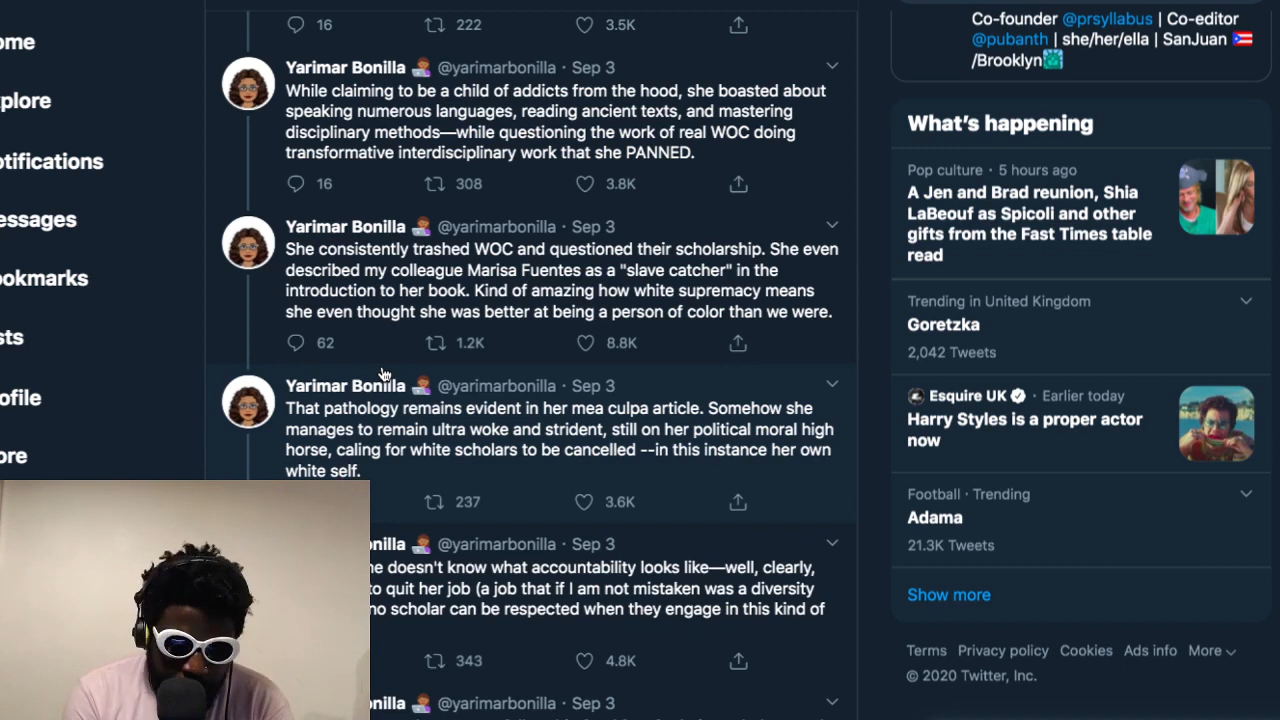 ome
xplore
otifications
essages
ookmarks
sts
ofile
ore
16 222 3.5K
Yarimar Bonilla @yarimarbonilla · Sep 3
While claiming to be a child of addicts from the hood, she boasted about
speaking numerous languages, reading ancient texts, and mastering
disciplinary methods—while questioning the work of real WOC doing
transformative interdisciplinary work that she PANNED.
16 308 3.8K
Yarimar Bonilla @yarimarbonilla · Sep 3
She consistently trashed WOC and questioned their scholarship. She even
described my colleague Marisa Fuentes as a "slave catcher" in the
introduction to her book. Kind of amazing how white supremacy means
she even thought she was better at being a person of color than we were.
62 1.2K 8.8K
Yarimar Bonilla @yarimarbonilla · Sep 3
That pathology remains evident in her mea culpa article. Somehow she
manages to remain ultra woke and strident, still on her political moral high
horse, caling for white scholars to be cancelled --in this instance her own
white self.
237 3.6K
onilla @yarimarbonilla · Sep 3
ne doesn't know what accountability looks like—well, clearly,
to quit her job (a job that if I am not mistaken was a diversity
no scholar can be respected when they engage in this kind of
343 4.8K
onilla @yarimarbonilla · Sep 3
Co-founder @prsyllabus | Co-editor
@pubanth | she/her/ella | SanJuan
/Brooklyn
What's happening
Pop culture · 5 hours ago
A Jen and Brad reunion, Shia
LaBeouf as Spicoli and other
gifts from the Fast Times table
read
Trending in United Kingdom
Goretzka
2,042 Tweets
Esquire UK · Earlier today
Harry Styles is a proper actor
now
Football · Trending
Adama
21.3K Tweets
Show more
Terms Privacy policy Cookies Ads info More
© 2020 Twitter, Inc.